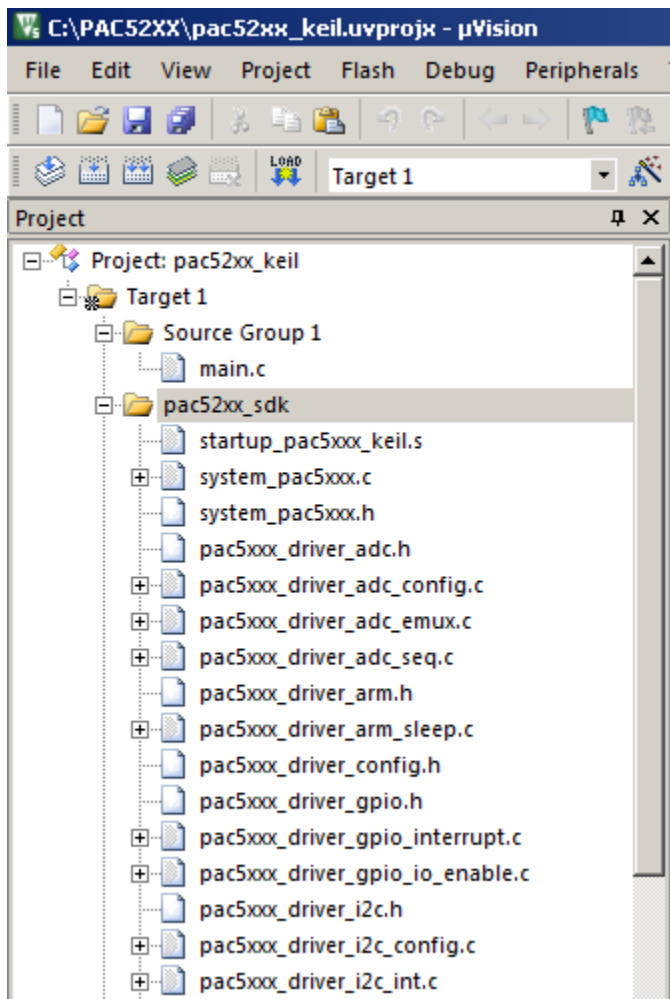 C:\PAC52XX\pac52xx_keil.uvprojx - µVision
File Edit View Project Flash Debug Peripherals
LOAD Target 1
Project
Project: pac52xx_keil
Target 1
Source Group 1
main.c
pac52xx_sdk
startup_pac5xxx_keil.s
system_pac5xxx.c
system_pac5xxx.h
pac5xxx_driver_adc.h
pac5xxx_driver_adc_config.c
pac5xxx_driver_adc_emux.c
pac5xxx_driver_adc_seq.c
pac5xxx_driver_arm.h
pac5xxx_driver_arm_sleep.c
pac5xxx_driver_config.h
pac5xxx_driver_gpio.h
pac5xxx_driver_gpio_interrupt.c
pac5xxx_driver_gpio_io_enable.c
pac5xxx_driver_i2c.h
pac5xxx_driver_i2c_config.c
pac5xxx_driver_i2c_int.c